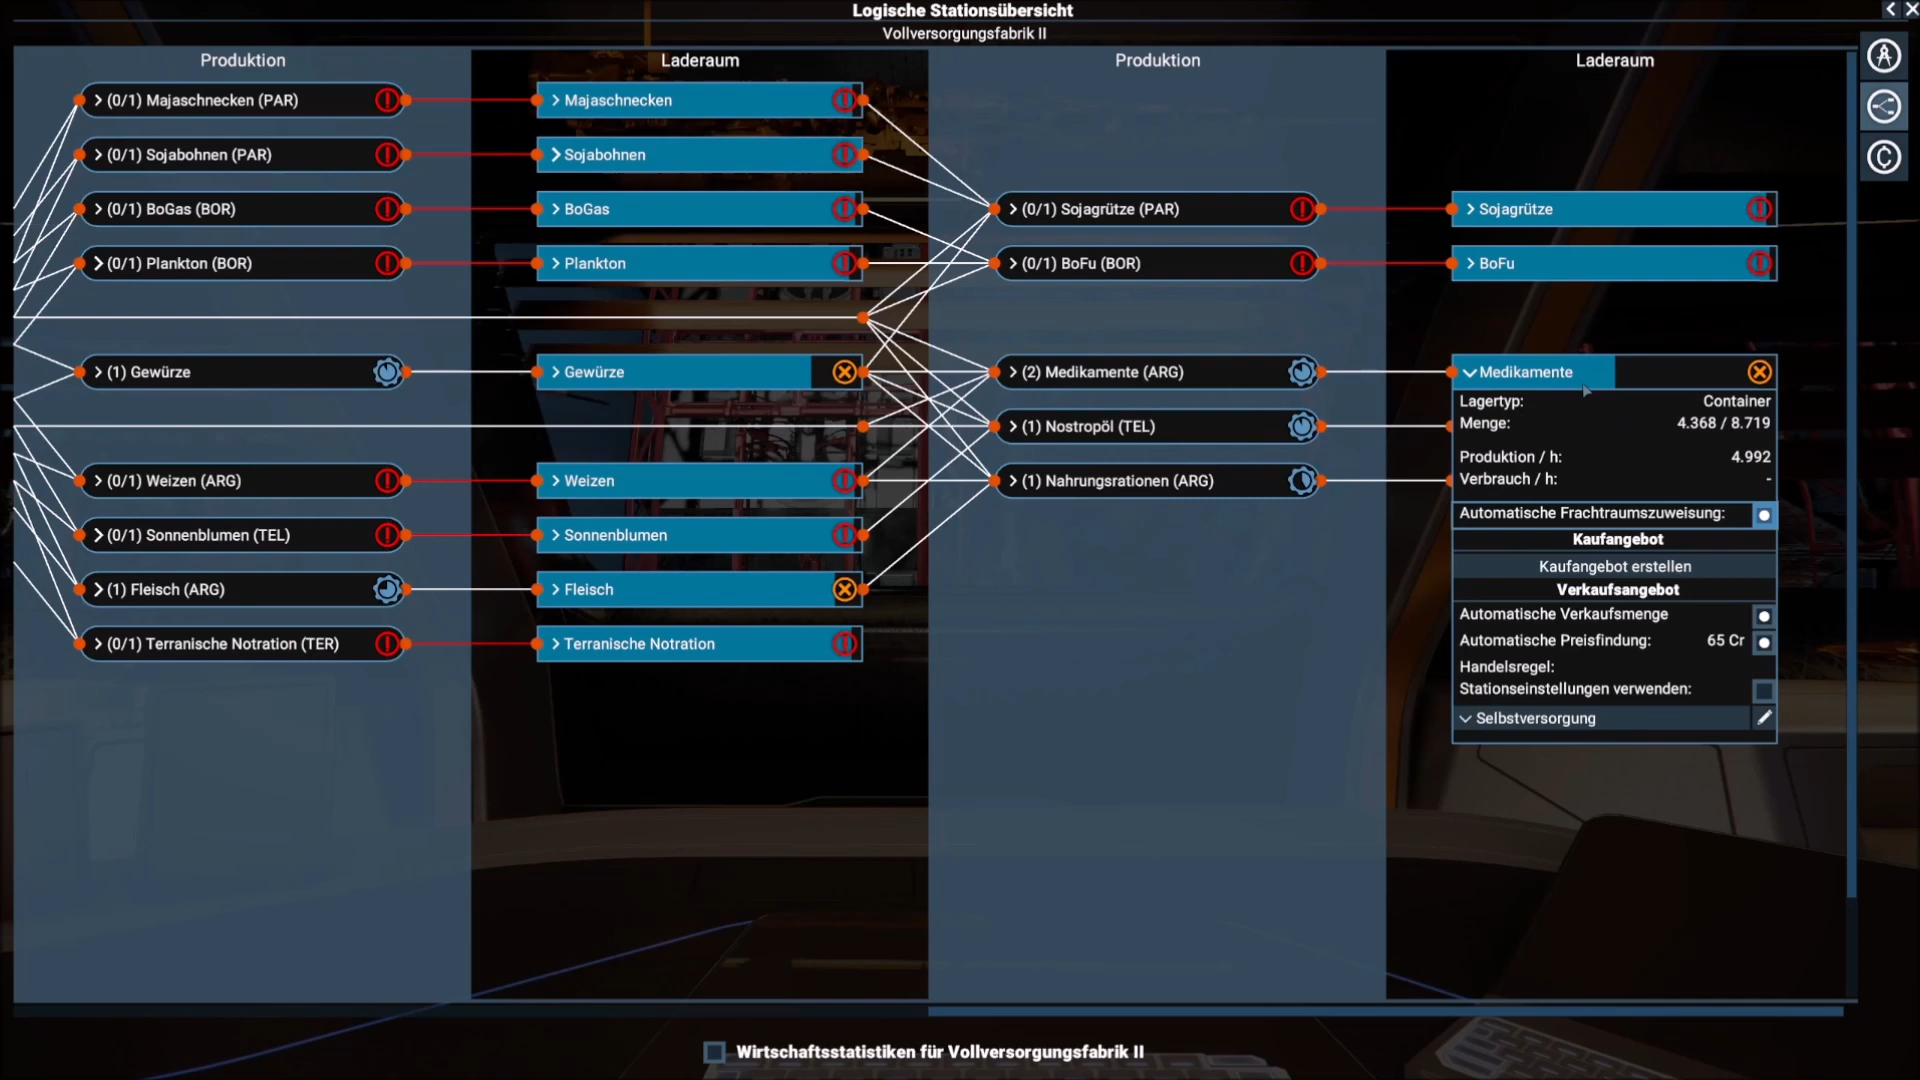 Logische Stationsübersicht
Vollversorgungsfabrik II
Produktion
Laderaum
Produktion
Laderaum
(0/1) Majaschnecken (PAR)
Majaschnecken
(0/1) Sojabohnen (PAR)
Sojabohnen
(0/1) BoGas (BOR)
BoGas
(0/1) Sojagrütze (PAR)
Sojagrütze
(0/1) Plankton (BOR)
Plankton
(0/1) BoFu (BOR)
BoFu
(1) Gewürze
Gewürze
(2) Medikamente (ARG)
Medikamente
Lagertyp: Container
Menge: 4.368 / 8.719
(1) Nostropöl (TEL)
Produktion / h: 4.992
Verbrauch / h: -
(0/1) Weizen (ARG)
Weizen
(1) Nahrungsrationen (ARG)
Automatische Frachtraumszuweisung:
(0/1) Sonnenblumen (TEL)
Sonnenblumen
Kaufangebot
Kaufangebot erstellen
(1) Fleisch (ARG)
Fleisch
Verkaufsangebot
Automatische Verkaufsmenge
(0/1) Terranische Notration (TER)
Terranische Notration
Automatische Preisfindung: 65 Cr
Handelsregel:
Stationseinstellungen verwenden:
Selbstversorgung
Wirtschaftsstatistiken für Vollversorgungsfabrik II